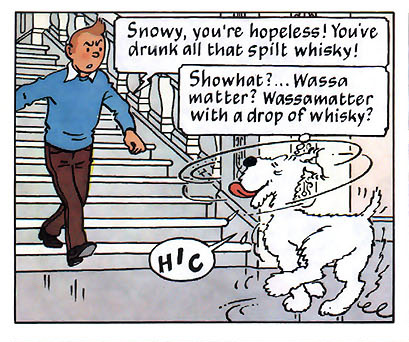 Snowy, you're hopeless! You've
drunk all that spilt whisky!
Showhat?... Wassa
matter? Wassamatter
with a drop of whisky?
HIC